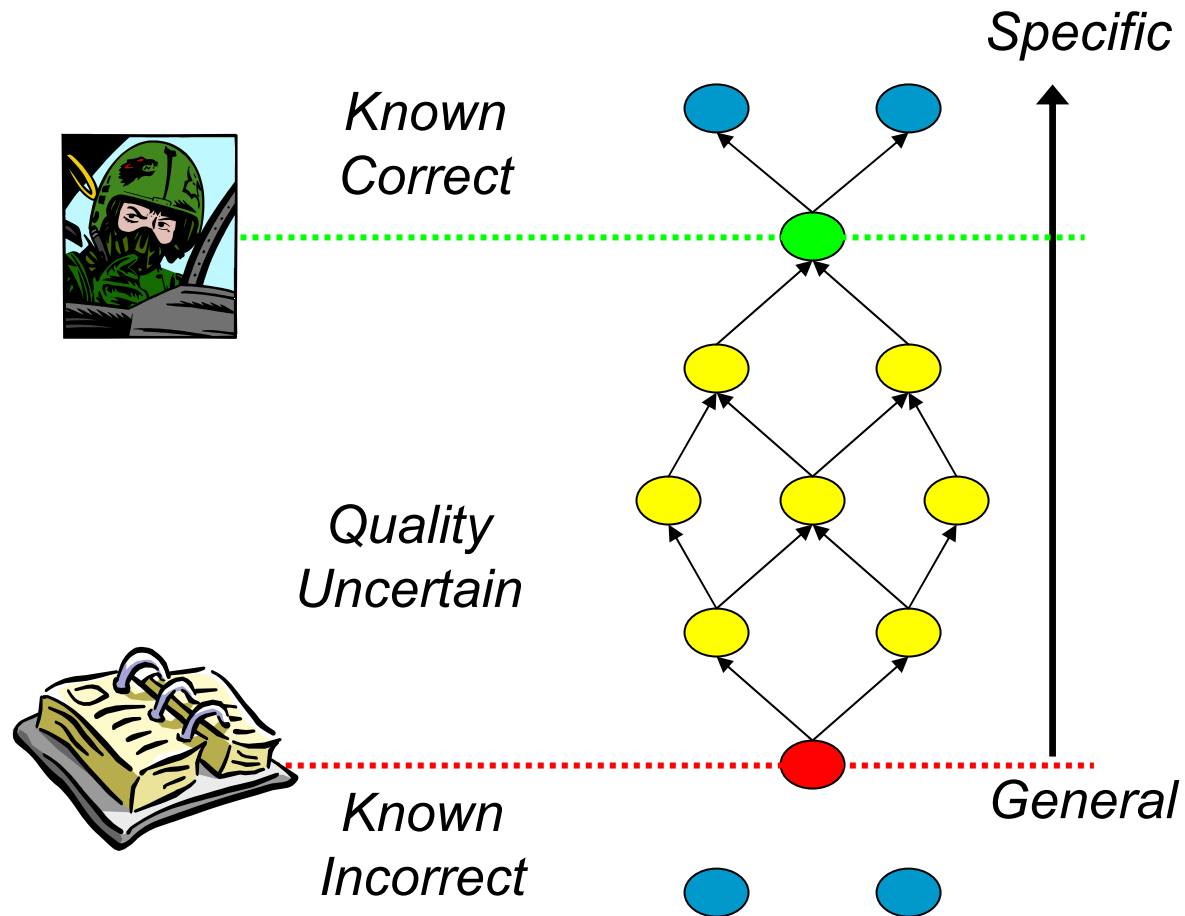 Specific
Known
Correct
Quality
Uncertain
General
Known
Incorrect